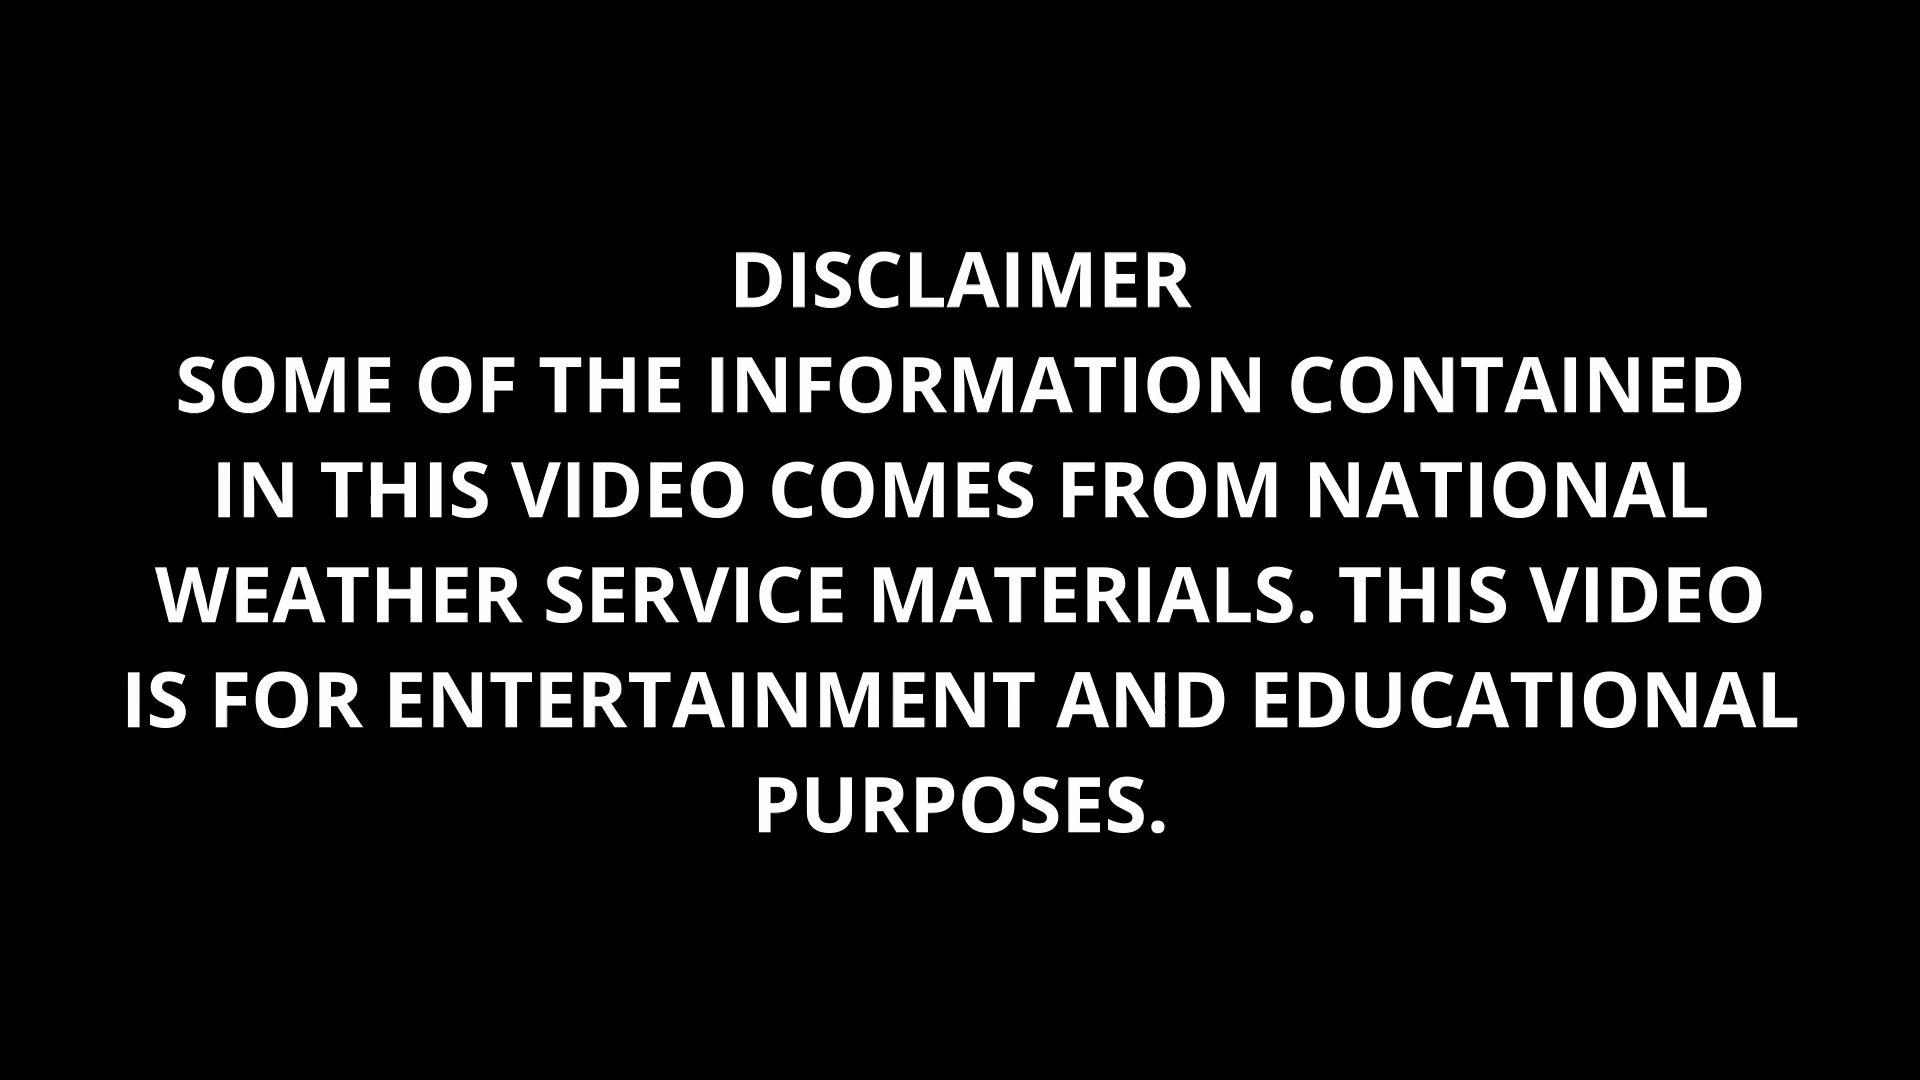 DISCLAIMER
SOME OF THE INFORMATION CONTAINED
IN THIS VIDEO COMES FROM NATIONAL
WEATHER SERVICE MATERIALS. THIS VIDEO
IS FOR ENTERTAINMENT AND EDUCATIONAL
PURPOSES.